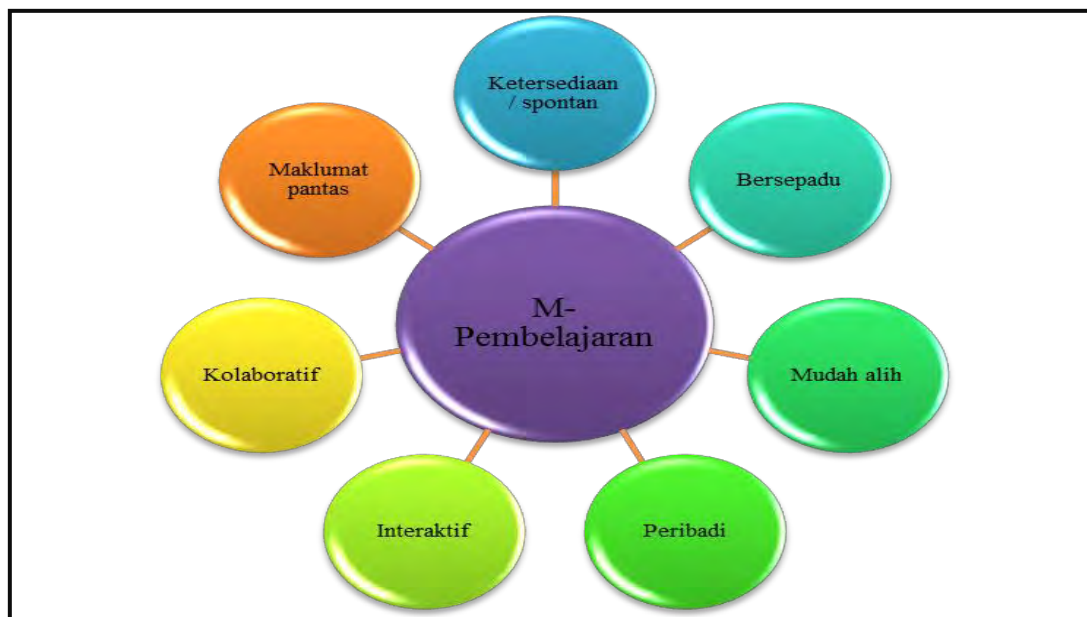 Ketersediaan
/ spontan
Bersepadu
Mudah alih
Peribadi
Interaktif
Kolaboratif
Maklumat
pantas
M-
Pembelajaran